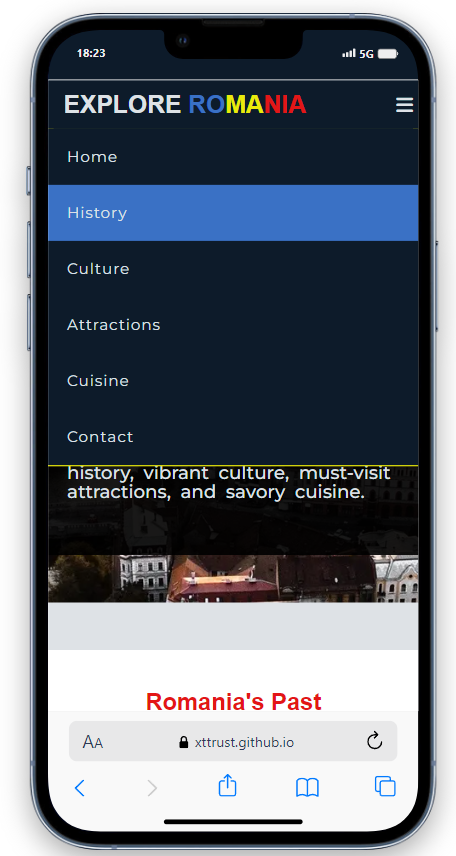 18:23
5G
EXPLORE ROMANIA
Home
History
Culture
Attractions
Cuisine
Contact
history, vibrant culture, must-visit
attractions, and savory cuisine.
Romania's Past
AA
xttrust.github.io